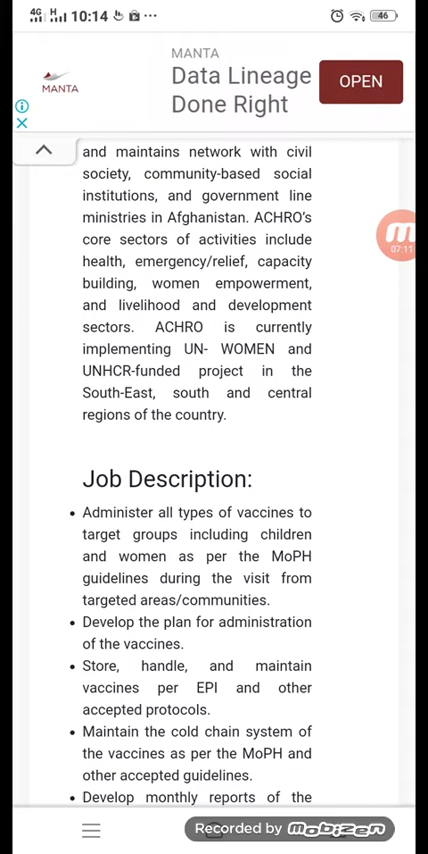 4G H 10:14 46
MANTA
MANTA
Data Lineage
Done Right
OPEN
and maintains network with civil
society, community-based social
institutions, and government line
ministries in Afghanistan. ACHRO's
core sectors of activities include
health, emergency/relief, capacity
building, women empowerment,
and livelihood and development
sectors. ACHRO is currently
implementing UN- WOMEN and
UNHCR-funded project in the
South-East, south and central
regions of the country.
07:11
Job Description:
• Administer all types of vaccines to
target groups including children
and women as per the MoPH
guidelines during the visit from
targeted areas/communities.
• Develop the plan for administration
of the vaccines.
• Store, handle, and maintain
vaccines per EPI and other
accepted protocols.
• Maintain the cold chain system of
the vaccines as per the MoPH and
other accepted guidelines.
• Develop monthly reports of the
Recorded by Mobizen